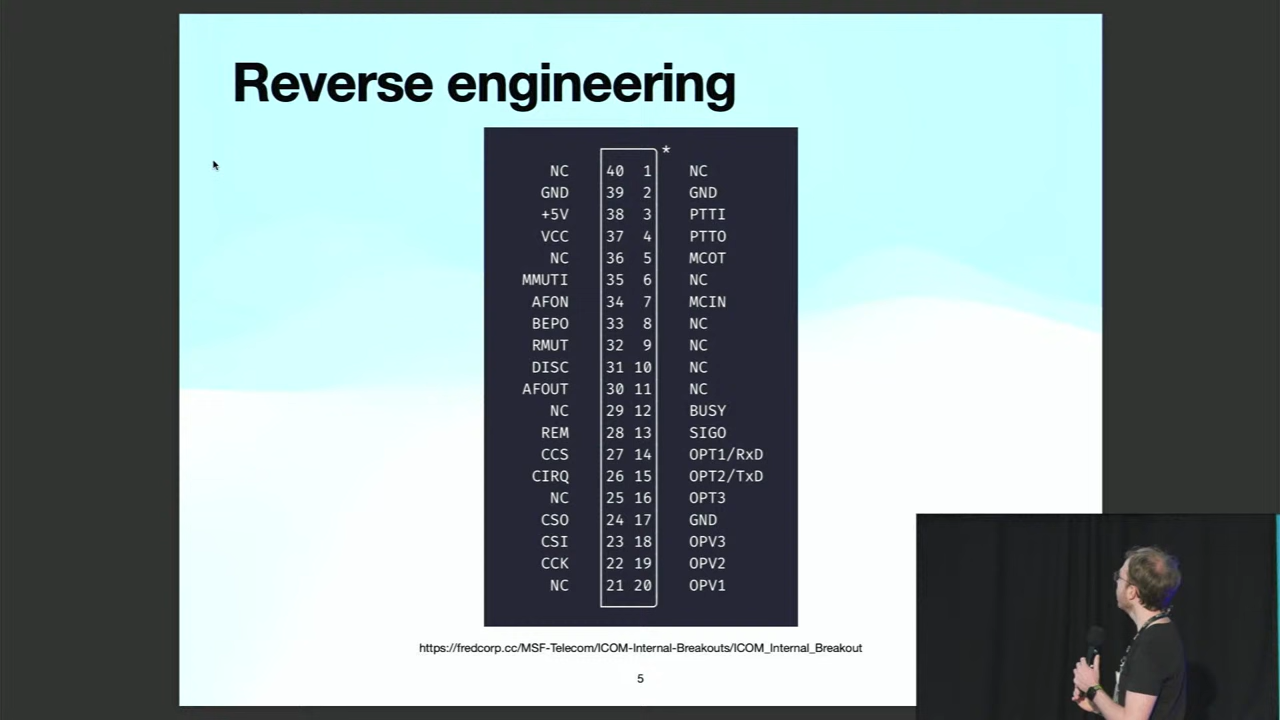 Reverse engineering
*
NC 40 1 NC
GND 39 2 GND
+5V 38 3 PTTI
VCC 37 4 PTTO
NC 36 5 MCOT
MMUTI 35 6 NC
AFON 34 7 MCIN
BEPO 33 8 NC
RMUT 32 9 NC
DISC 31 10 NC
AFOUT 30 11 NC
NC 29 12 BUSY
REM 28 13 SIGO
CCS 27 14 OPT1/RxD
CIRQ 26 15 OPT2/TxD
NC 25 16 OPT3
CSO 24 17 GND
CSI 23 18 OPV3
CCK 22 19 OPV2
NC 21 20 OPV1
https://fredcorp.cc/MSF-Telecom/ICOM-Internal-Breakouts/ICOM_Internal_Breakout
5